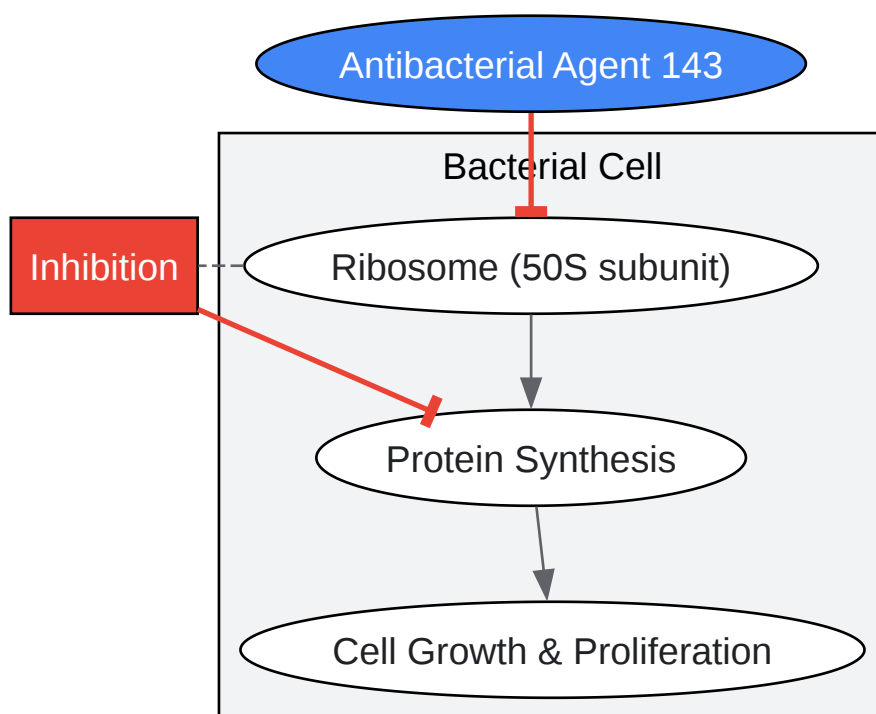 Antibacterial Agent 143
Bacterial Cell
Inhibition
Ribosome (50S subunit)
Protein Synthesis
Cell Growth & Proliferation